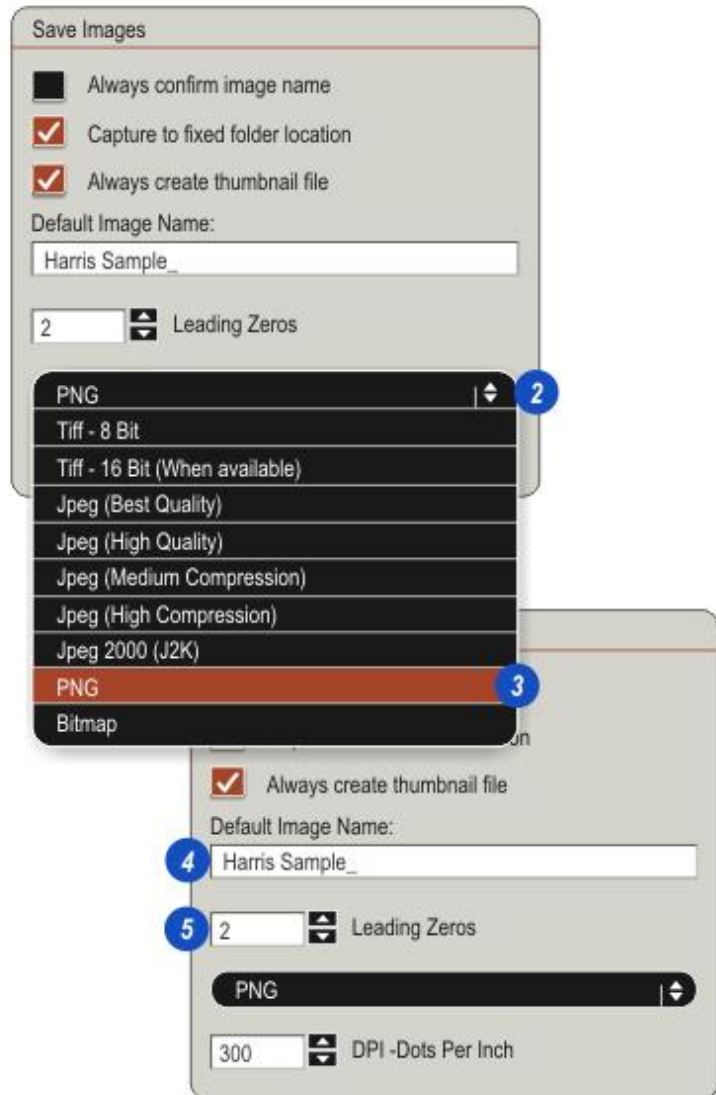 Save Images
Always confirm image name
Capture to fixed folder location
Always create thumbnail file
Default Image Name:
Harris Sample_
2 Leading Zeros
PNG 2
Tiff - 8 Bit
Tiff - 16 Bit (When available)
Jpeg (Best Quality)
Jpeg (High Quality)
Jpeg (Medium Compression)
Jpeg (High Compression)
Jpeg 2000 (J2K)
PNG 3
Bitmap
Always create thumbnail file
Default Image Name:
4 Harris Sample_
5 2 Leading Zeros
PNG
300 DPI -Dots Per Inch